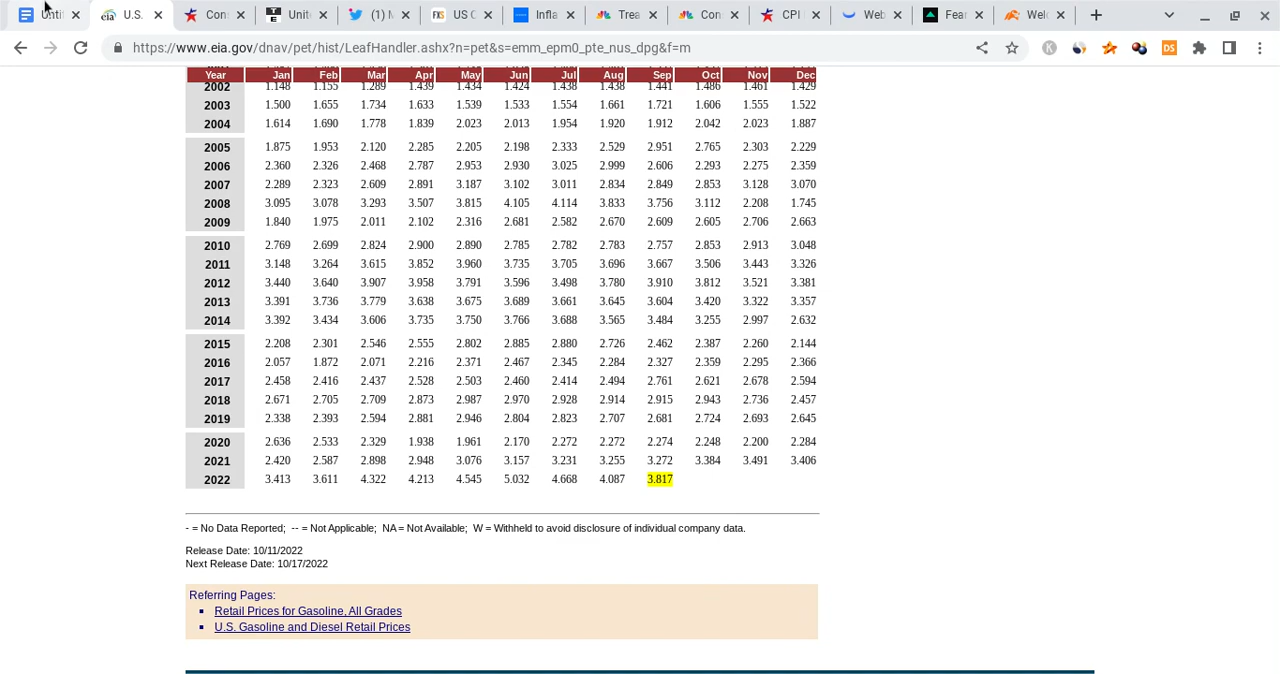 Unti U.S. Con Unite (1) M US C Infla Trea Con CPI Web Fear Welc
https://www.eia.gov/dnav/pet/hist/LeafHandler.ashx?n=pet&s=emm_epm0_pte_nus_dpg&f=m
Year Jan Feb Mar Apr May Jun Jul Aug Sep Oct Nov Dec
2002 1.148 1.155 1.289 1.439 1.434 1.424 1.438 1.438 1.441 1.486 1.461 1.429
2003 1.500 1.655 1.734 1.633 1.539 1.533 1.554 1.661 1.721 1.606 1.555 1.522
2004 1.614 1.690 1.778 1.839 2.023 2.013 1.954 1.920 1.912 2.042 2.023 1.887
2005 1.875 1.953 2.120 2.285 2.205 2.198 2.333 2.529 2.951 2.765 2.303 2.229
2006 2.360 2.326 2.468 2.787 2.953 2.930 3.025 2.999 2.606 2.293 2.275 2.359
2007 2.289 2.323 2.609 2.891 3.187 3.102 3.011 2.834 2.849 2.853 3.128 3.070
2008 3.095 3.078 3.293 3.507 3.815 4.105 4.114 3.833 3.756 3.112 2.208 1.745
2009 1.840 1.975 2.011 2.102 2.316 2.681 2.582 2.670 2.609 2.605 2.706 2.663
2010 2.769 2.699 2.824 2.900 2.890 2.785 2.782 2.783 2.757 2.853 2.913 3.048
2011 3.148 3.264 3.615 3.852 3.960 3.735 3.705 3.696 3.667 3.506 3.443 3.326
2012 3.440 3.640 3.907 3.958 3.791 3.596 3.498 3.780 3.910 3.812 3.521 3.381
2013 3.391 3.736 3.779 3.638 3.675 3.689 3.661 3.645 3.604 3.420 3.322 3.357
2014 3.392 3.434 3.606 3.735 3.750 3.766 3.688 3.565 3.484 3.255 2.997 2.632
2015 2.208 2.301 2.546 2.555 2.802 2.885 2.880 2.726 2.462 2.387 2.260 2.144
2016 2.057 1.872 2.071 2.216 2.371 2.467 2.345 2.284 2.327 2.359 2.295 2.366
2017 2.458 2.416 2.437 2.528 2.503 2.460 2.414 2.494 2.761 2.621 2.678 2.594
2018 2.671 2.705 2.709 2.873 2.987 2.970 2.928 2.914 2.915 2.943 2.736 2.457
2019 2.338 2.393 2.594 2.881 2.946 2.804 2.823 2.707 2.681 2.724 2.693 2.645
2020 2.636 2.533 2.329 1.938 1.961 2.170 2.272 2.272 2.274 2.248 2.200 2.284
2021 2.420 2.587 2.898 2.948 3.076 3.157 3.231 3.255 3.272 3.384 3.491 3.406
2022 3.413 3.611 4.322 4.213 4.545 5.032 4.668 4.087 3.817
- = No Data Reported; -- = Not Applicable; NA = Not Available; W = Withheld to avoid disclosure of individual company data.
Release Date: 10/11/2022
Next Release Date: 10/17/2022
Referring Pages:
Retail Prices for Gasoline, All Grades
U.S. Gasoline and Diesel Retail Prices